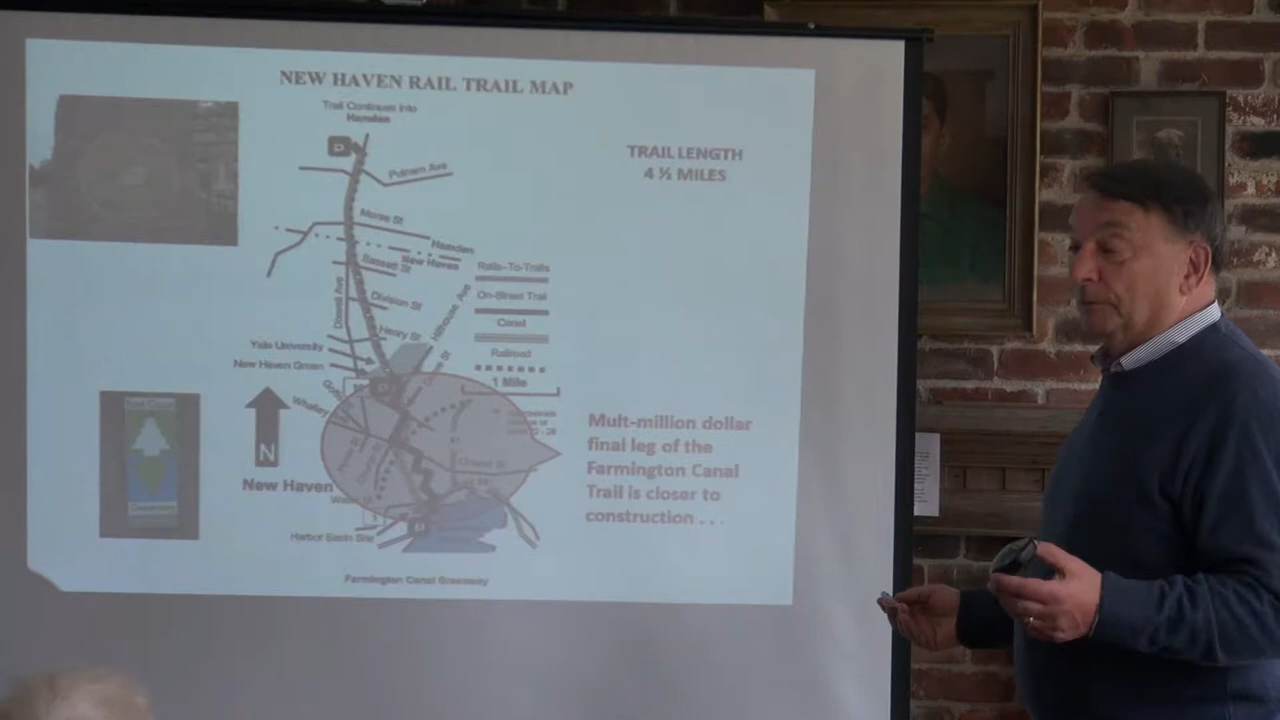 NEW HAVEN RAIL TRAIL MAP
Trail Continues Into
Hamden
TRAIL LENGTH
4 ½ MILES
Putnam Ave
Morse St
Hamden
New Haven
Bassett St
Rails-To-Trails
On-Street Trail
Canal
Railroad
1 Mile
Dixwell Ave
Division St
Hillhouse Ave
Henry St
Yale University
New Haven Green
Whalley
N
New Haven
Mult-million dollar
final leg of the
Farmington Canal
Trail is closer to
construction . . .
Harbor Basin Site
Farmington Canal Greenway